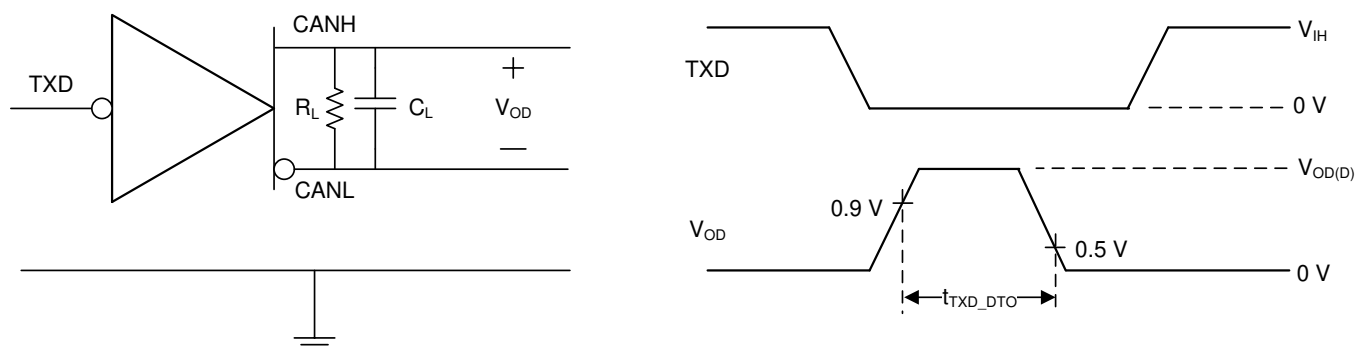 CANH
TXD
R_L
C_L
+
V_OD
—
CANL
V_IH
TXD
0 V
V_OD(D)
0.9 V
V_OD
0.5 V
0 V
t_TXD_DTO